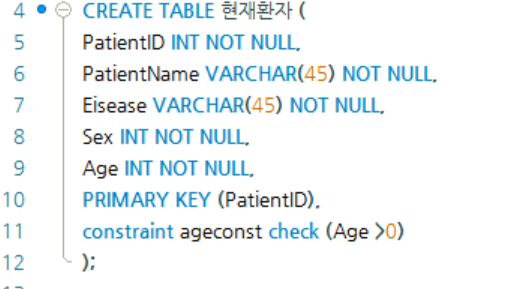 4 CREATE TABLE 현재환자 (
5 PatientID INT NOT NULL,
6 PatientName VARCHAR(45) NOT NULL,
7 Eisease VARCHAR(45) NOT NULL,
8 Sex INT NOT NULL,
9 Age INT NOT NULL,
10 PRIMARY KEY (PatientID),
11 constraint ageconst check (Age >0)
12 );